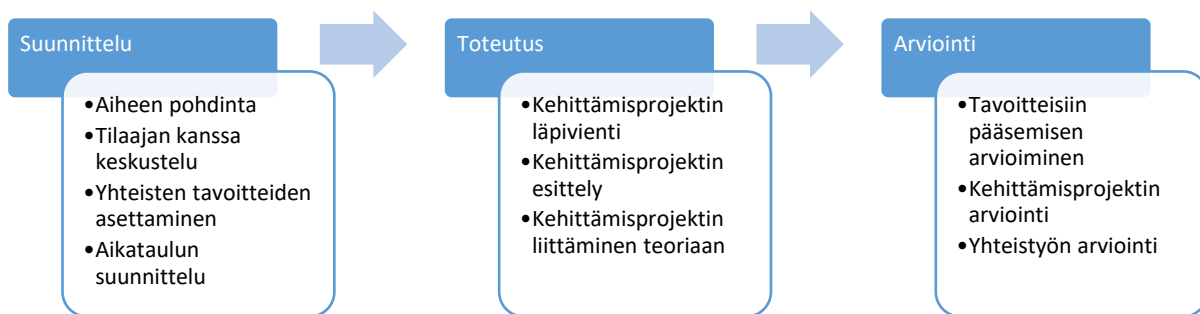 Suunnittelu
•Aiheen pohdinta
•Tilaajan kanssa
keskustelu
•Yhteisten tavoitteiden
asettaminen
•Aikataulun
suunnittelu
Toteutus
•Kehittämisprojektin
läpivienti
•Kehittämisprojektin
esittely
•Kehittämisprojektin
liittäminen teoriaan
Arviointi
•Tavoitteisiin
pääsemisen
arvioiminen
•Kehittämisprojektin
arviointi
•Yhteistyön arviointi